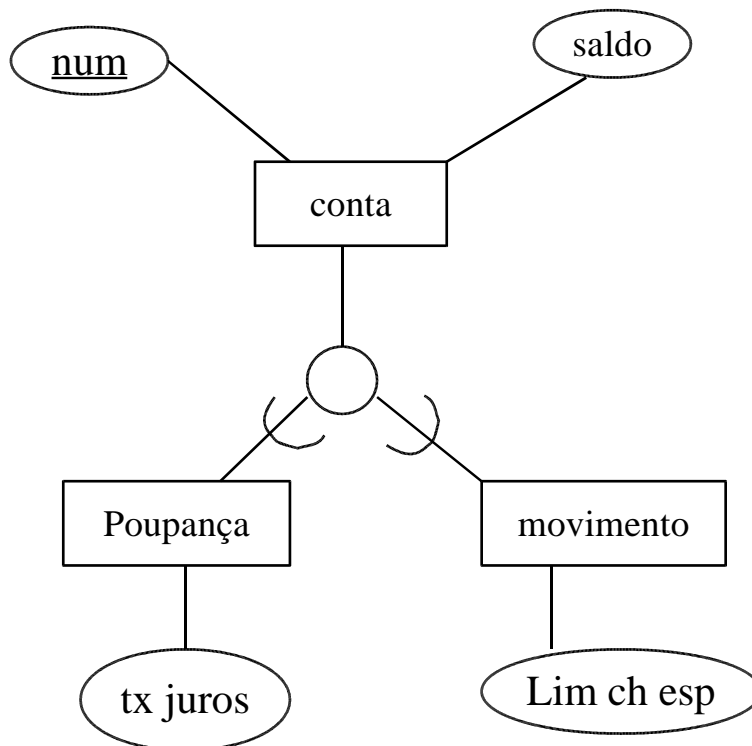 num
saldo
conta
Poupança
movimento
tx juros
Lim ch esp